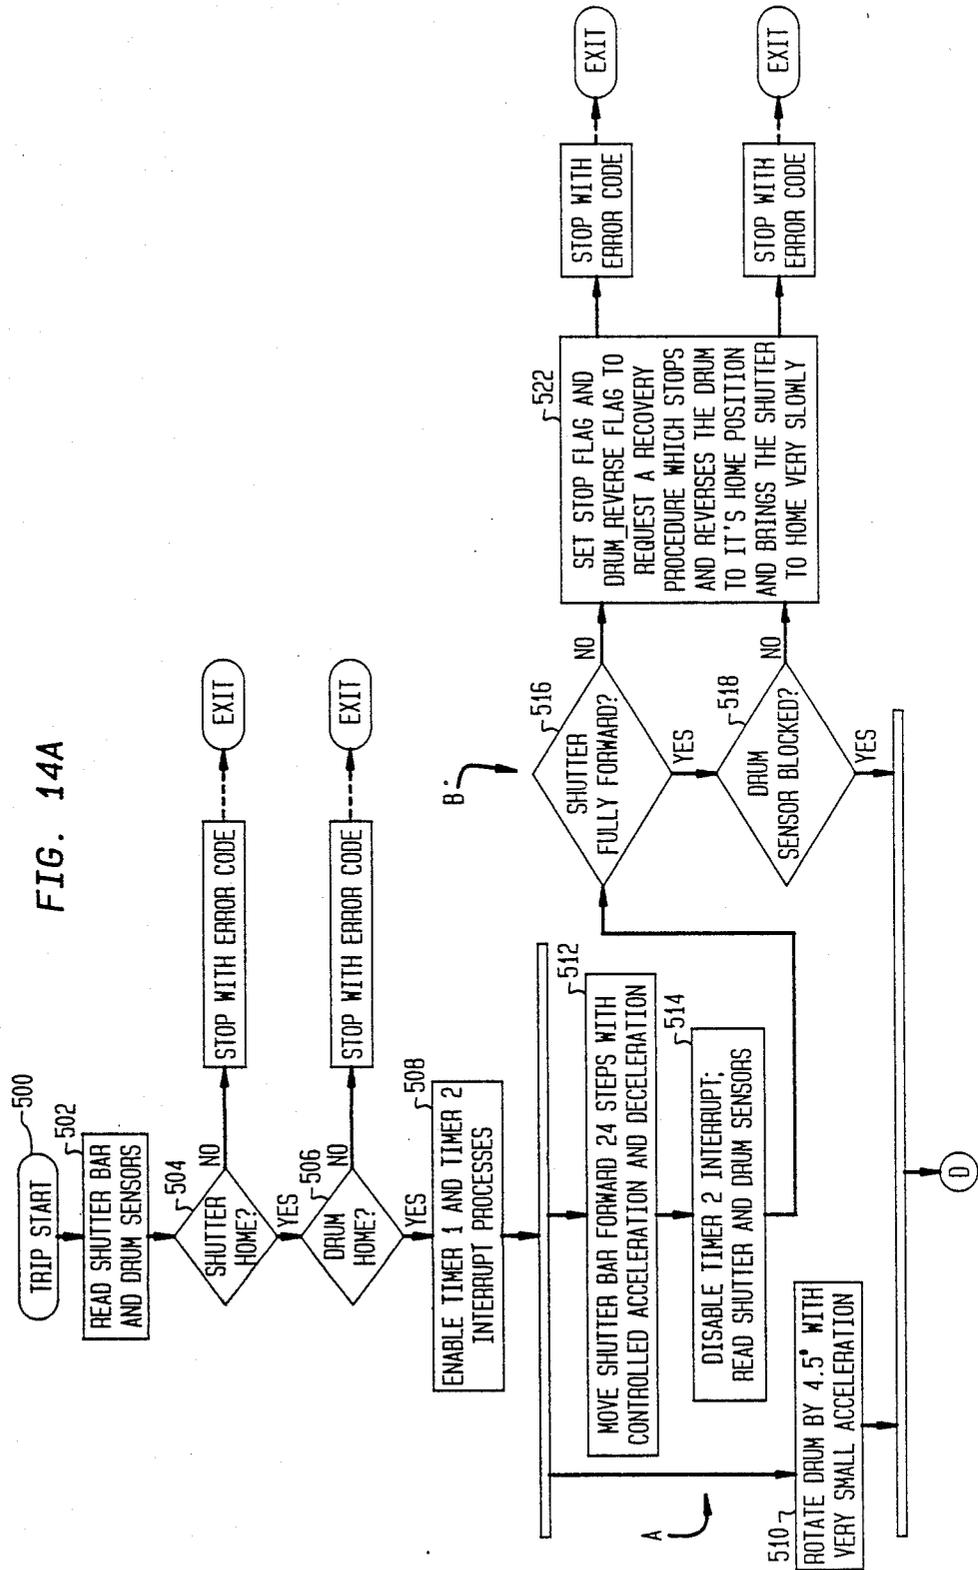 FIG. 14A
TRIP START
500
502
READ SHUTTER BAR
AND DRUM SENSORS
504
SHUTTER
HOME?
NO
STOP WITH ERROR CODE
EXIT
YES
506
DRUM
HOME?
NO
STOP WITH ERROR CODE
EXIT
YES
508
ENABLE TIMER 1 AND TIMER 2
INTERRUPT PROCESSES
A
510
ROTATE DRUM BY 4.5° WITH
VERY SMALL ACCELERATION
512
MOVE SHUTTER BAR FORWARD 24 STEPS WITH
CONTROLLED ACCELERATION AND DECELERATION
514
DISABLE TIMER 2 INTERRUPT;
READ SHUTTER AND DRUM SENSORS
B
516
SHUTTER
FULLY FORWARD?
NO
YES
518
DRUM
SENSOR BLOCKED?
NO
YES
522
SET STOP FLAG AND
DRUM_REVERSE FLAG TO
REQUEST A RECOVERY
PROCEDURE WHICH STOPS
AND REVERSES THE DRUM
TO IT'S HOME POSITION
AND BRINGS THE SHUTTER
TO HOME VERY SLOWLY
STOP WITH
ERROR CODE
EXIT
STOP WITH
ERROR CODE
EXIT
D